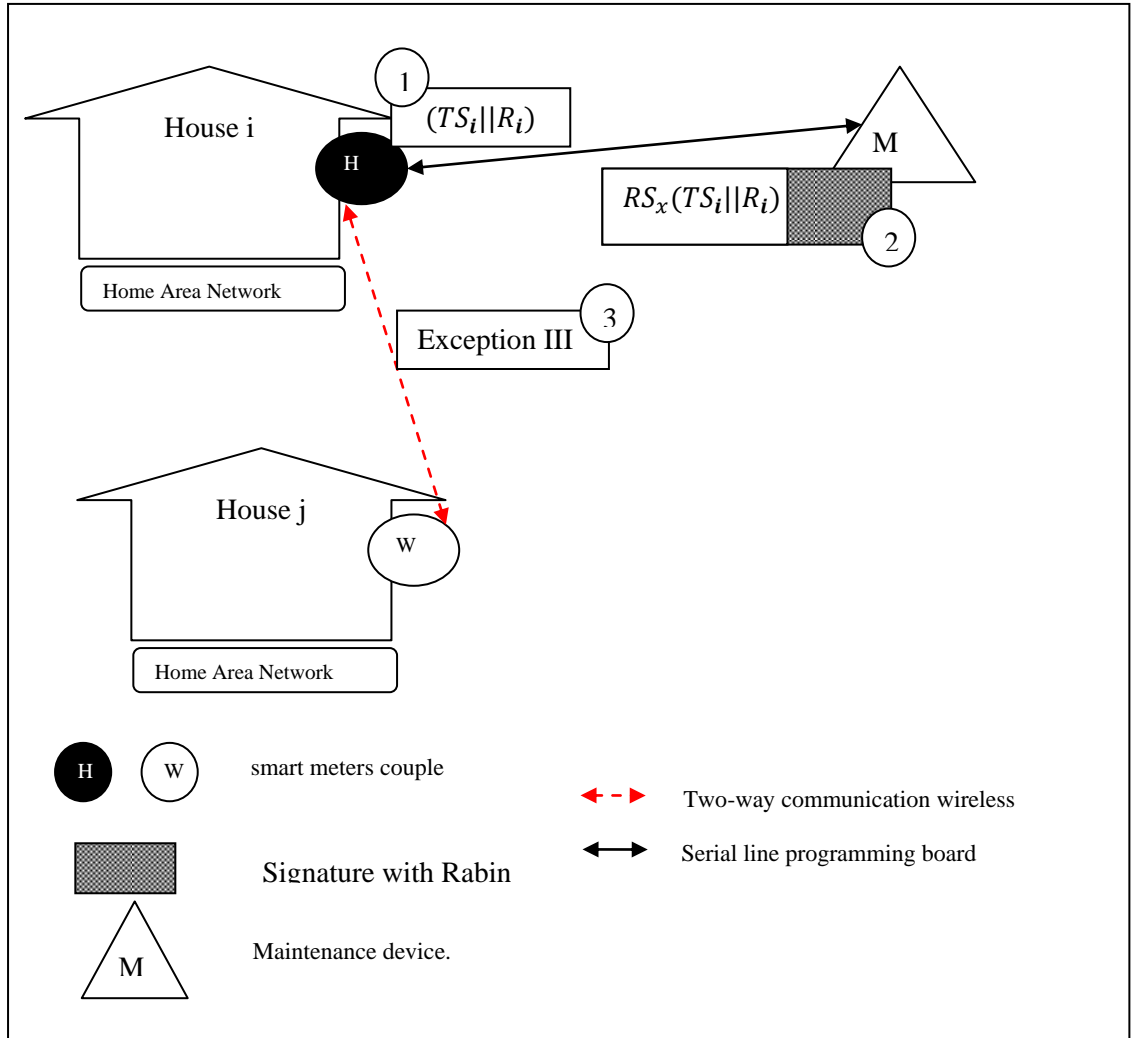 1
(TS_i||R_i)
House i
H
M
RS_x(TS_i||R_i)
2
Home Area Network
3
Exception III
House j
W
Home Area Network
H W smart meters couple
Two-way communication wireless
Serial line programming board
Signature with Rabin
M
Maintenance device.